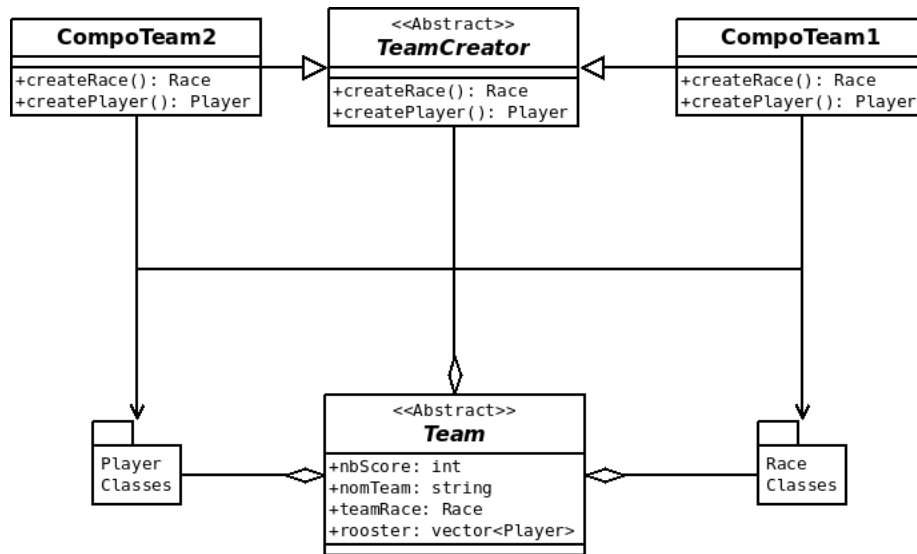 CompoTeam2
+createRace(): Race
+createPlayer(): Player
<<Abstract>>
TeamCreator
+createRace(): Race
+createPlayer(): Player
CompoTeam1
+createRace(): Race
+createPlayer(): Player
Player
Classes
<<Abstract>>
Team
+nbScore: int
+nomTeam: string
+teamRace: Race
+rooster: vector<Player>
Race
Classes